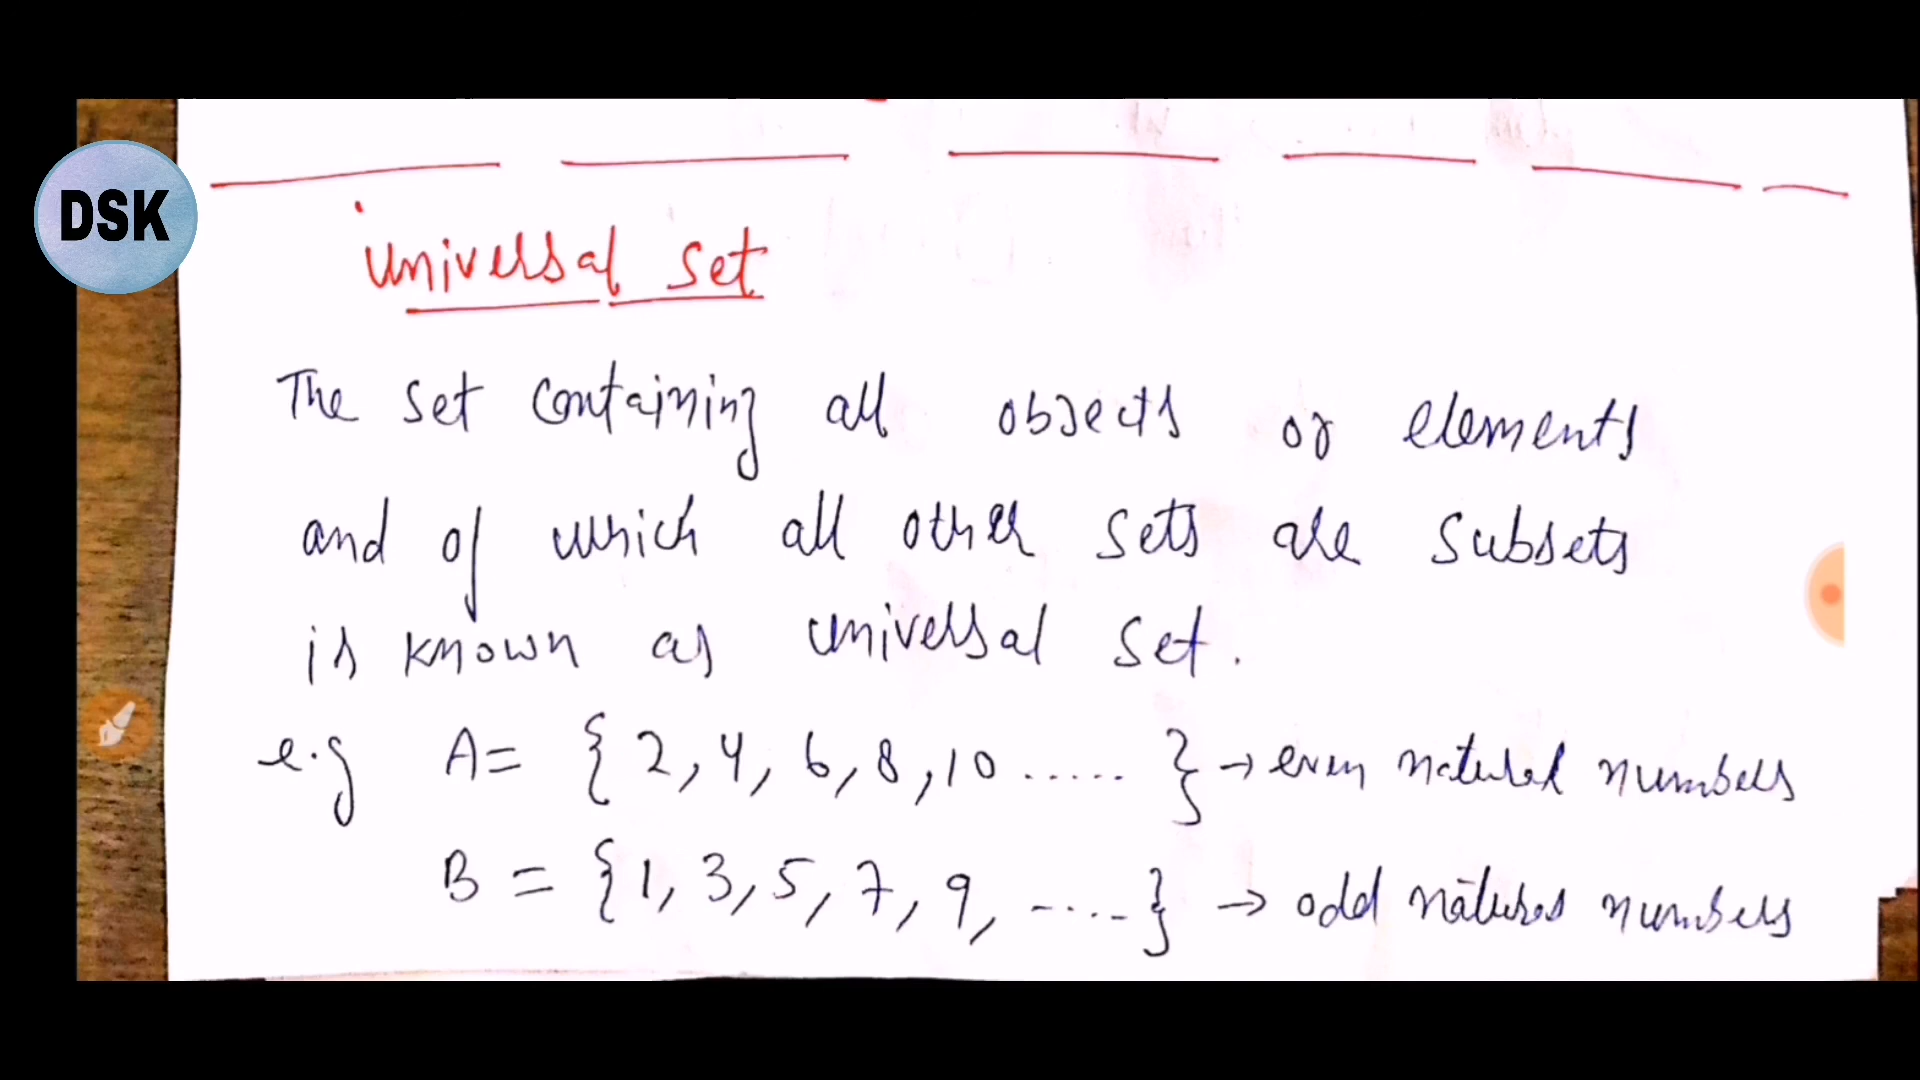 DSK
universal set
The set containing all objects or elements
and of which all other sets are subsets
is known as universal set.
e.g A= { 2, 4, 6, 8, 10 ...... } → even natural numbers
B = { 1, 3, 5, 7, 9, ..... } → odd natural numbers